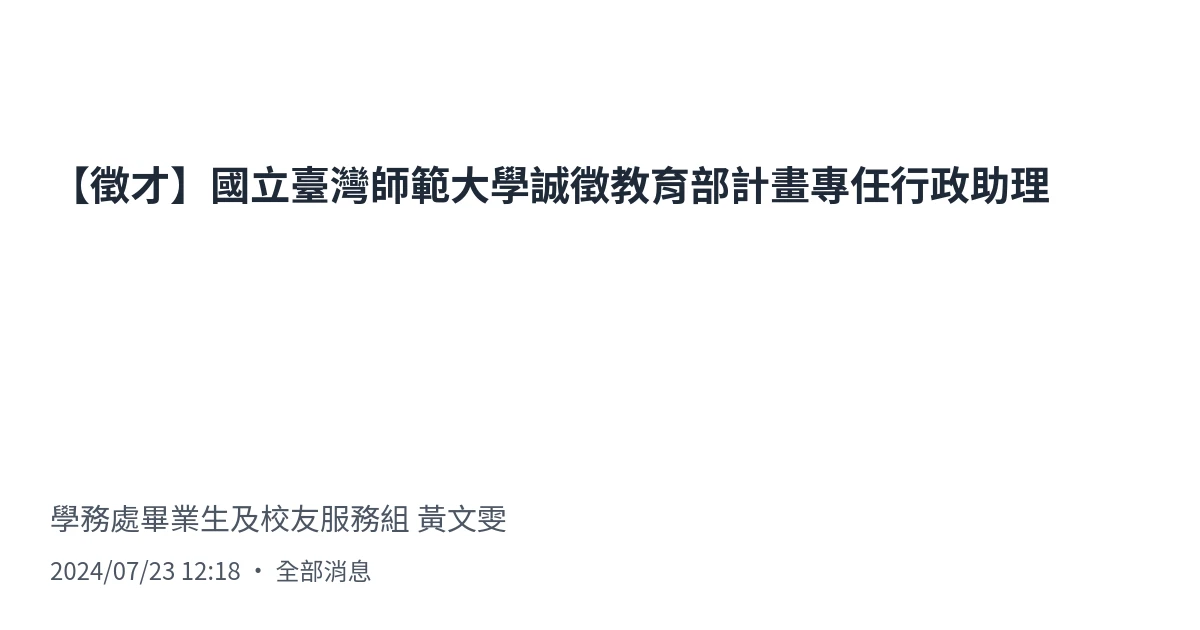 【徵才】國立臺灣師範大學誠徵教育部計畫專任行政助理
學務處畢業生及校友服務組 黃文雯
2024/07/23 12:18 • 全部消息